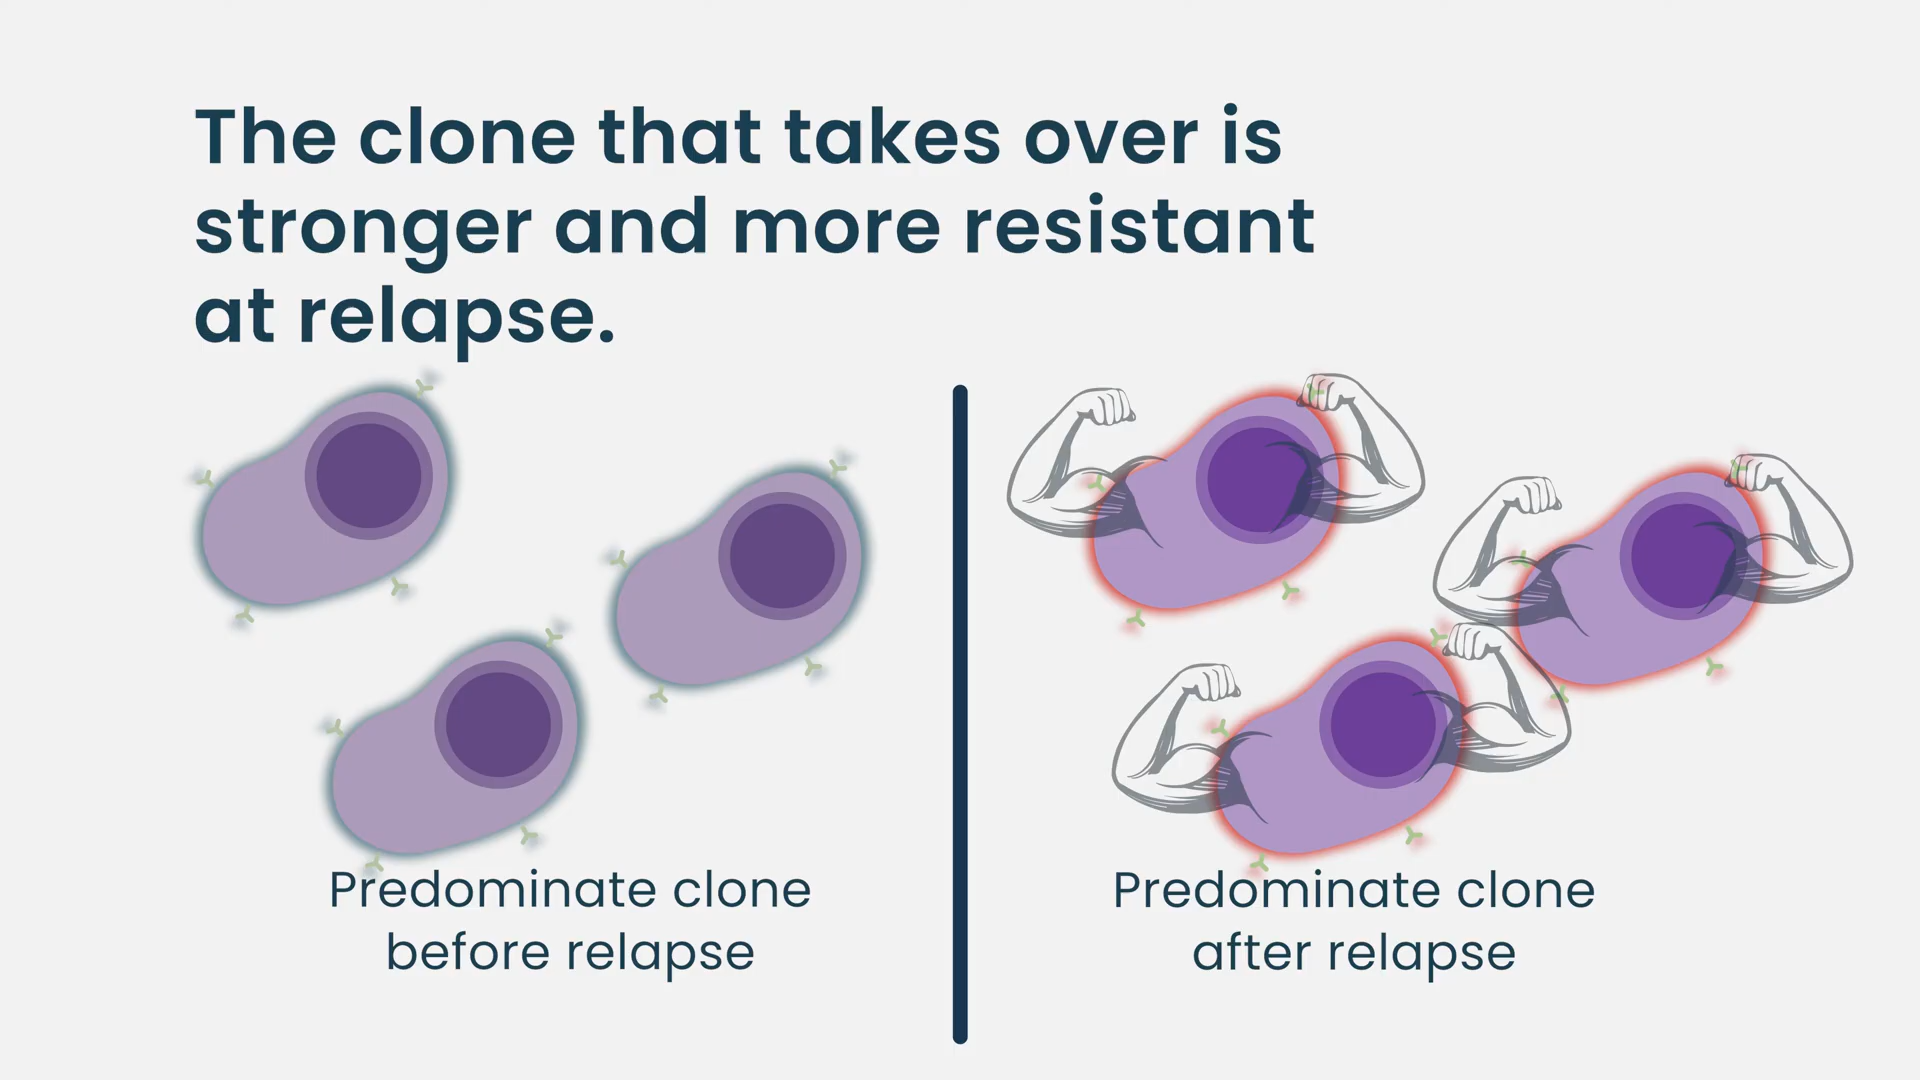 The clone that takes over is
stronger and more resistant
at relapse.
Predominate clone
before relapse
Predominate clone
after relapse